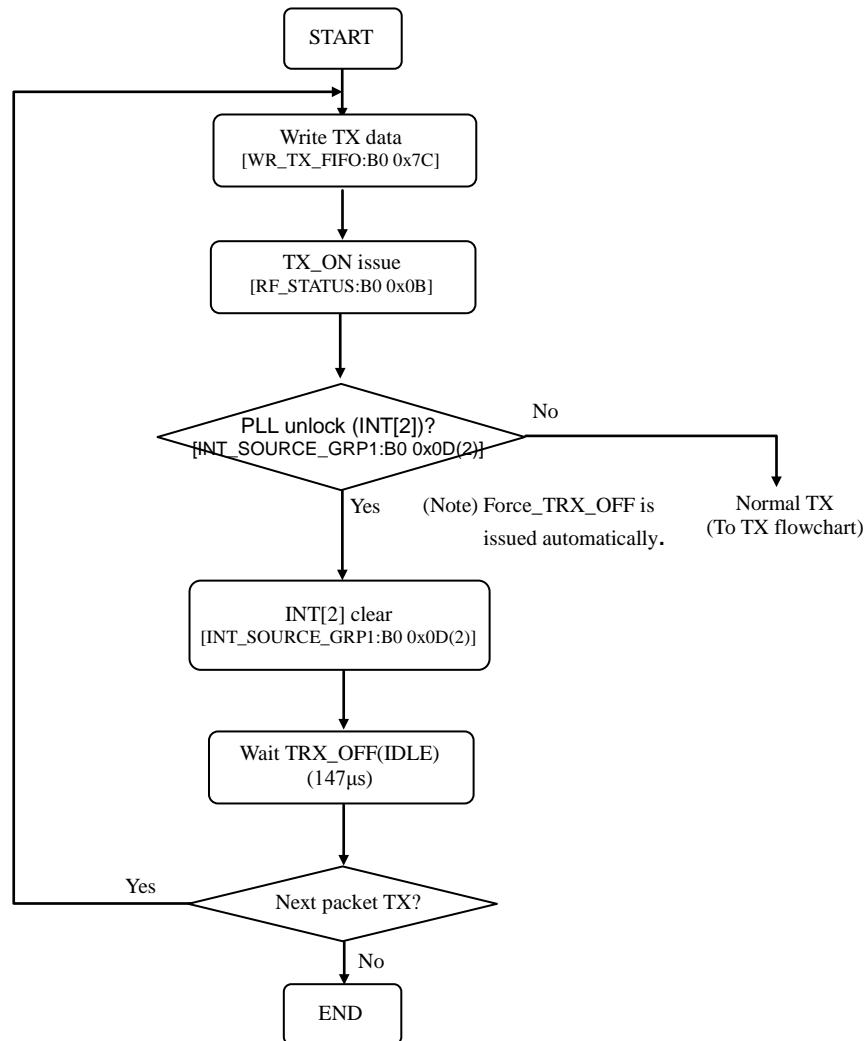 START
Write TX data
[WR_TX_FIFO:B0 0x7C]
TX_ON issue
[RF_STATUS:B0 0x0B]
PLL unlock (INT[2])?
[INT_SOURCE_GRP1:B0 0x0D(2)]
No
Yes
(Note) Force_TRX_OFF is
issued automatically.
Normal TX
(To TX flowchart)
INT[2] clear
[INT_SOURCE_GRP1:B0 0x0D(2)]
Wait TRX_OFF(IDLE)
(147μs)
Yes
Next packet TX?
No
END